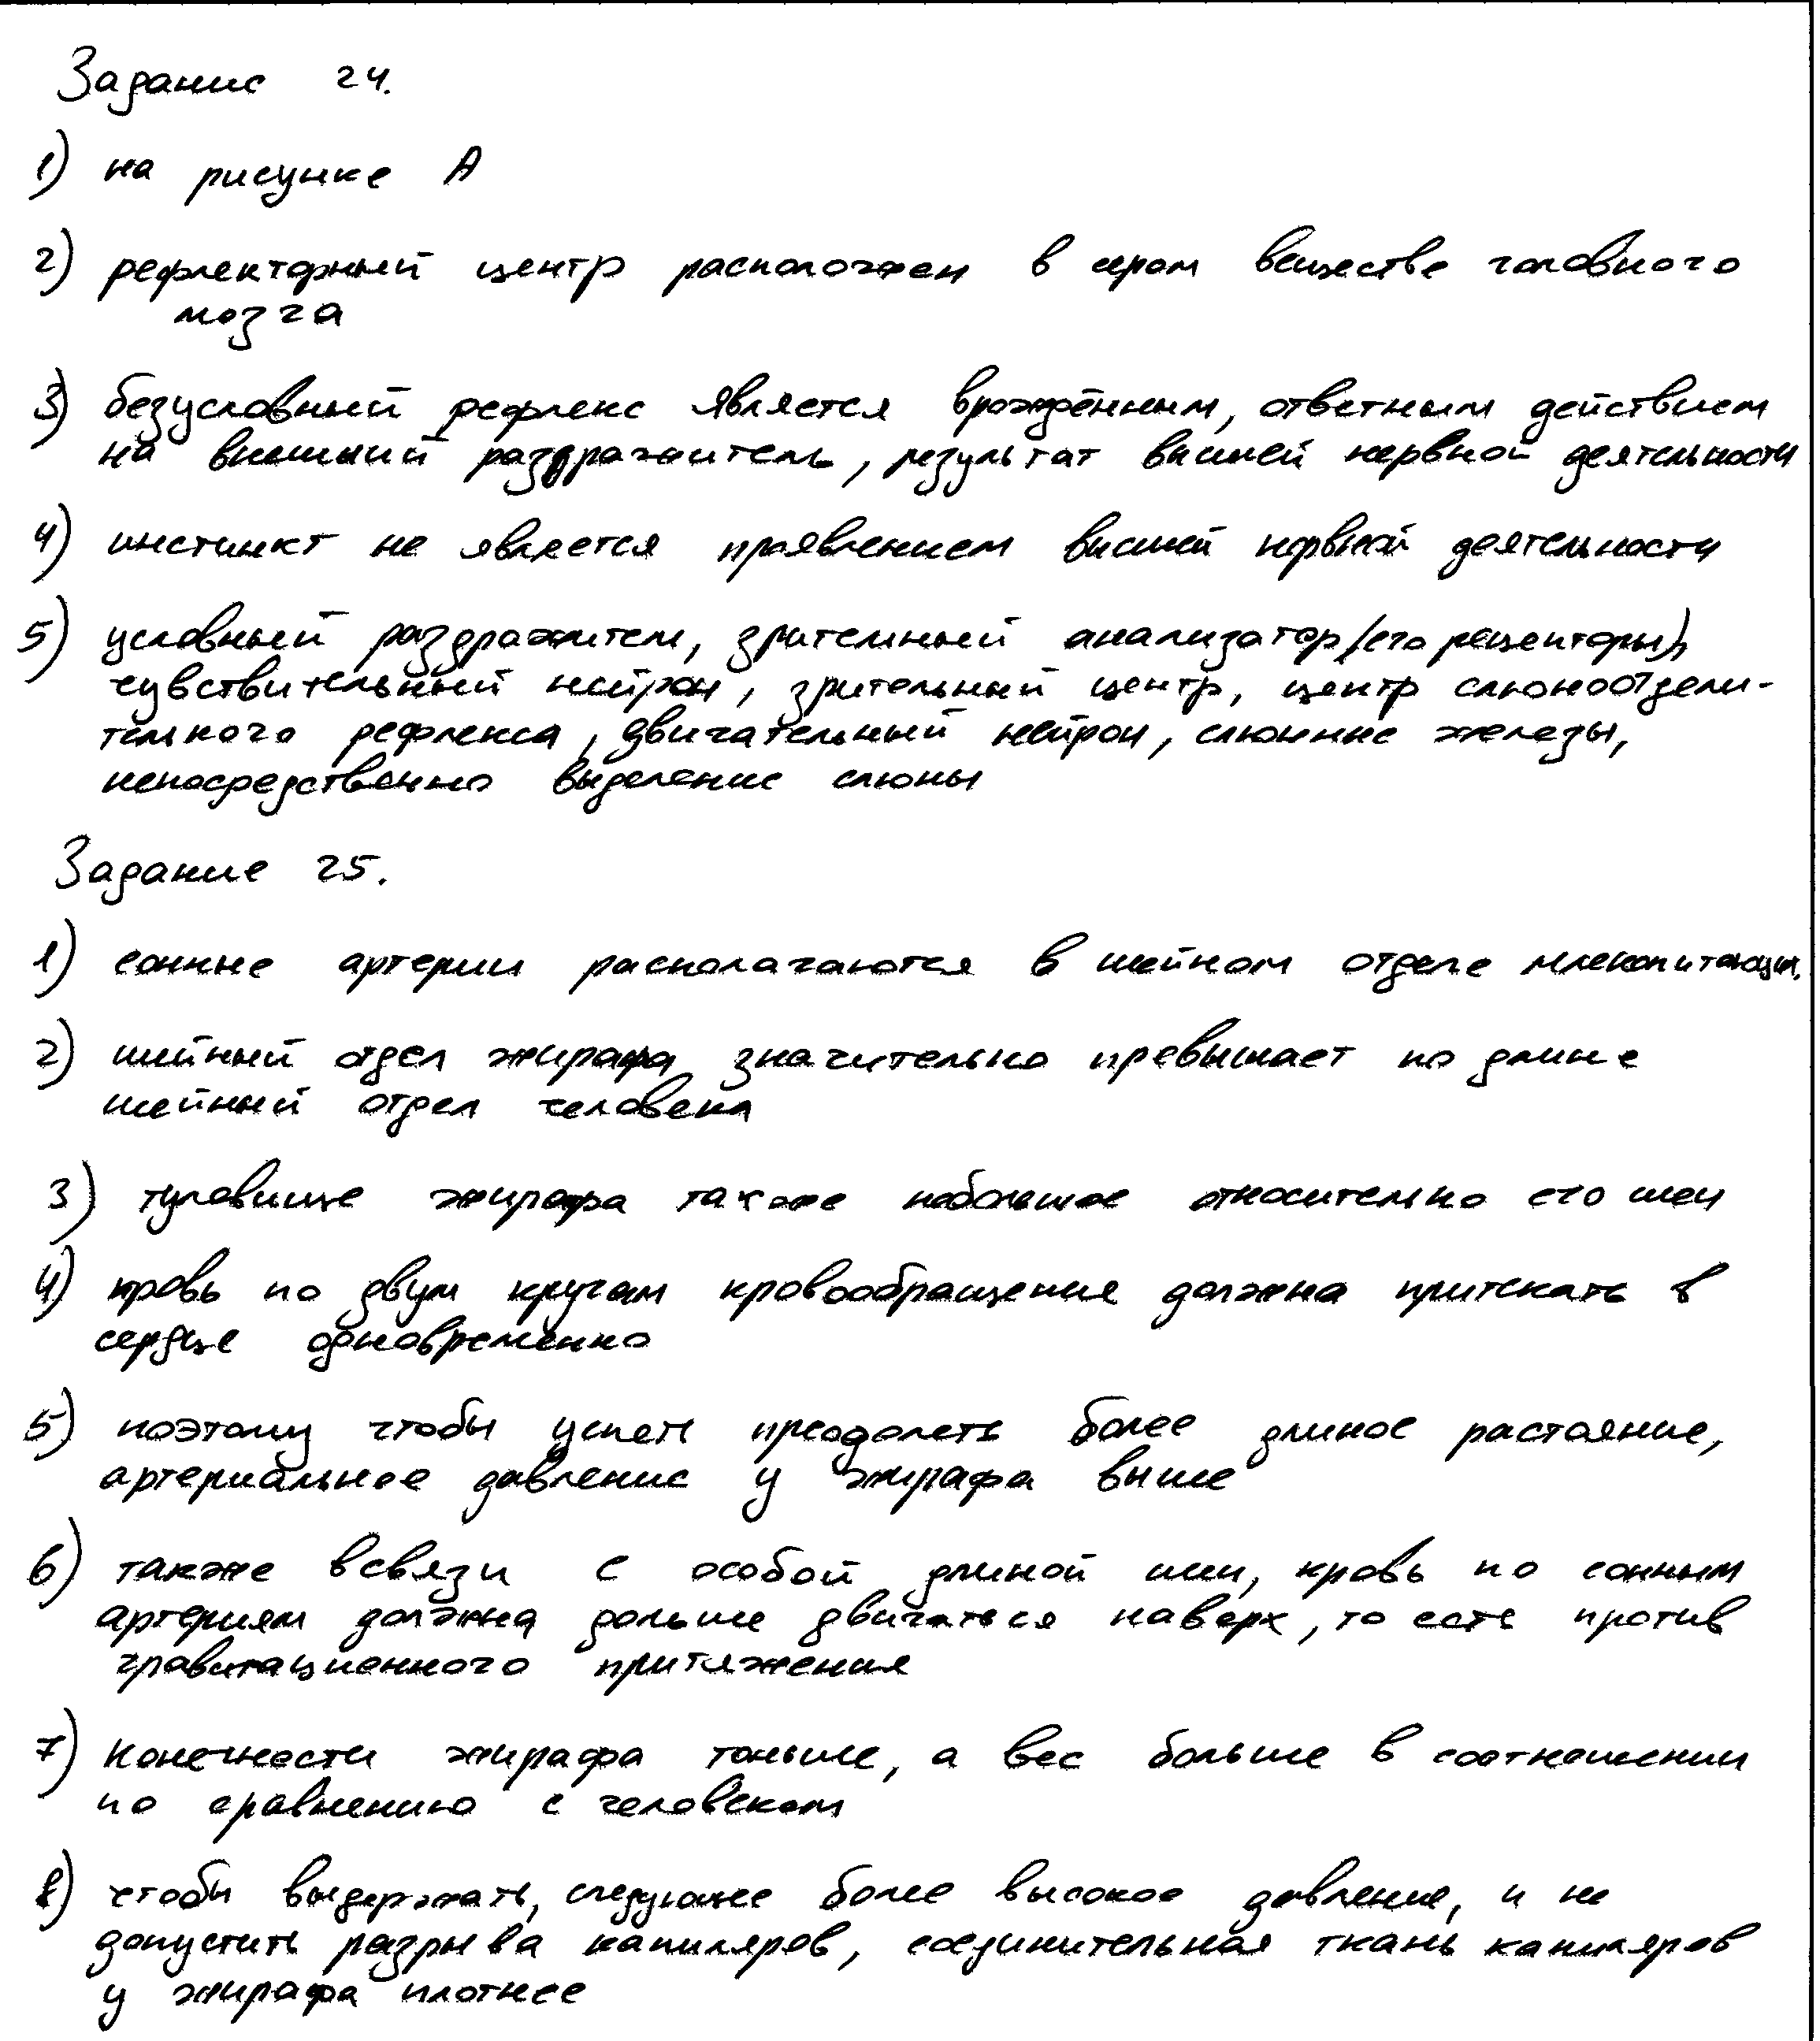 Задание 24.
1) на рисунке А
2) рефлекторный центр расположен в сером веществе головного
мозга
3) безусловный рефлекс является врождённым, ответным действием
на внешний раздражитель, результат высшей нервной деятельности
4) инстинкт не является проявлением высшей нервной деятельности
5) условный раздражители, зрительный анализатор (его рецепторы),
чувствительный нейрон, зрительный центр, центр слюноотдели-
тельного рефлекса, двигательный нейрон, слюнные железы,
непосредственно выделение слюны
Задание 25.
1) сонные артерии располагаются в шейном отделе млекопитающ.
2) шейный отдел жирафа значительно превышает по длине
шейный отдел человека
3) туловище жирафа также небольшое относительно его шеи
4) кровь по двум кругам кровообращения должна притекать в
сердце одновременно
5) поэтому чтобы успеть преодолеть более длиное растояние,
артериальное давление у жирафа выше
6) также всвязи с особой длиной шеи, кровь по сонным
артериям должна дольше двигаться наверх, то есть против
гравитационного притяжения
7) конечности жирафа тоньше, а вес больше в соотношении
по сравнению с человеком
8) чтобы выдержать, следующее более высокое давление, и не
допустить разрыва капиляров, соединительная ткань капиляров
у жирафа плотнее